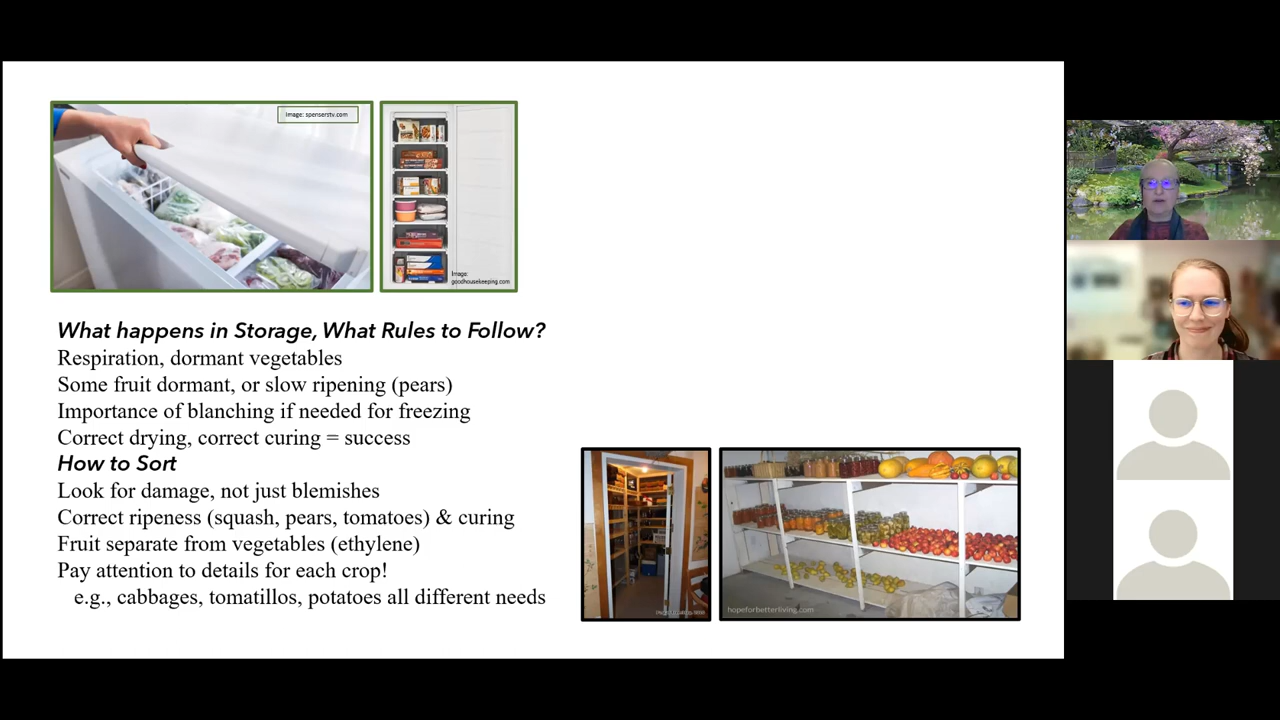 Image: spenserstv.com
Image:
goodhousekeeping.com
What happens in Storage, What Rules to Follow?
Respiration, dormant vegetables
Some fruit dormant, or slow ripening (pears)
Importance of blanching if needed for freezing
Correct drying, correct curing = success
How to Sort
Look for damage, not just blemishes
Correct ripeness (squash, pears, tomatoes) & curing
Fruit separate from vegetables (ethylene)
Pay attention to details for each crop!
e.g., cabbages, tomatillos, potatoes all different needs
hopeforbetterliving.com